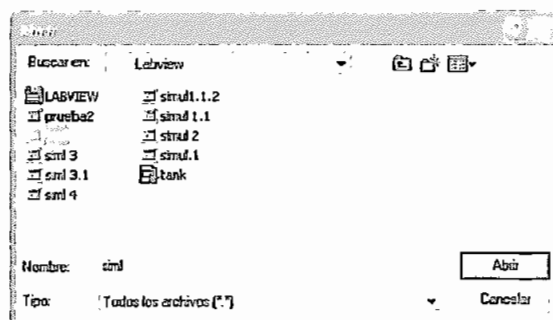 Abrir
Buscar en: Labview
LABVIEW
prueba2
sml 3
sml 3.1
sml 4
simul1.1.2
simul 1.1
simul 2
simul.1
tank
Nombre: siml
Abrir
Tipo: Todos los archivos (*.*)
Cancelar